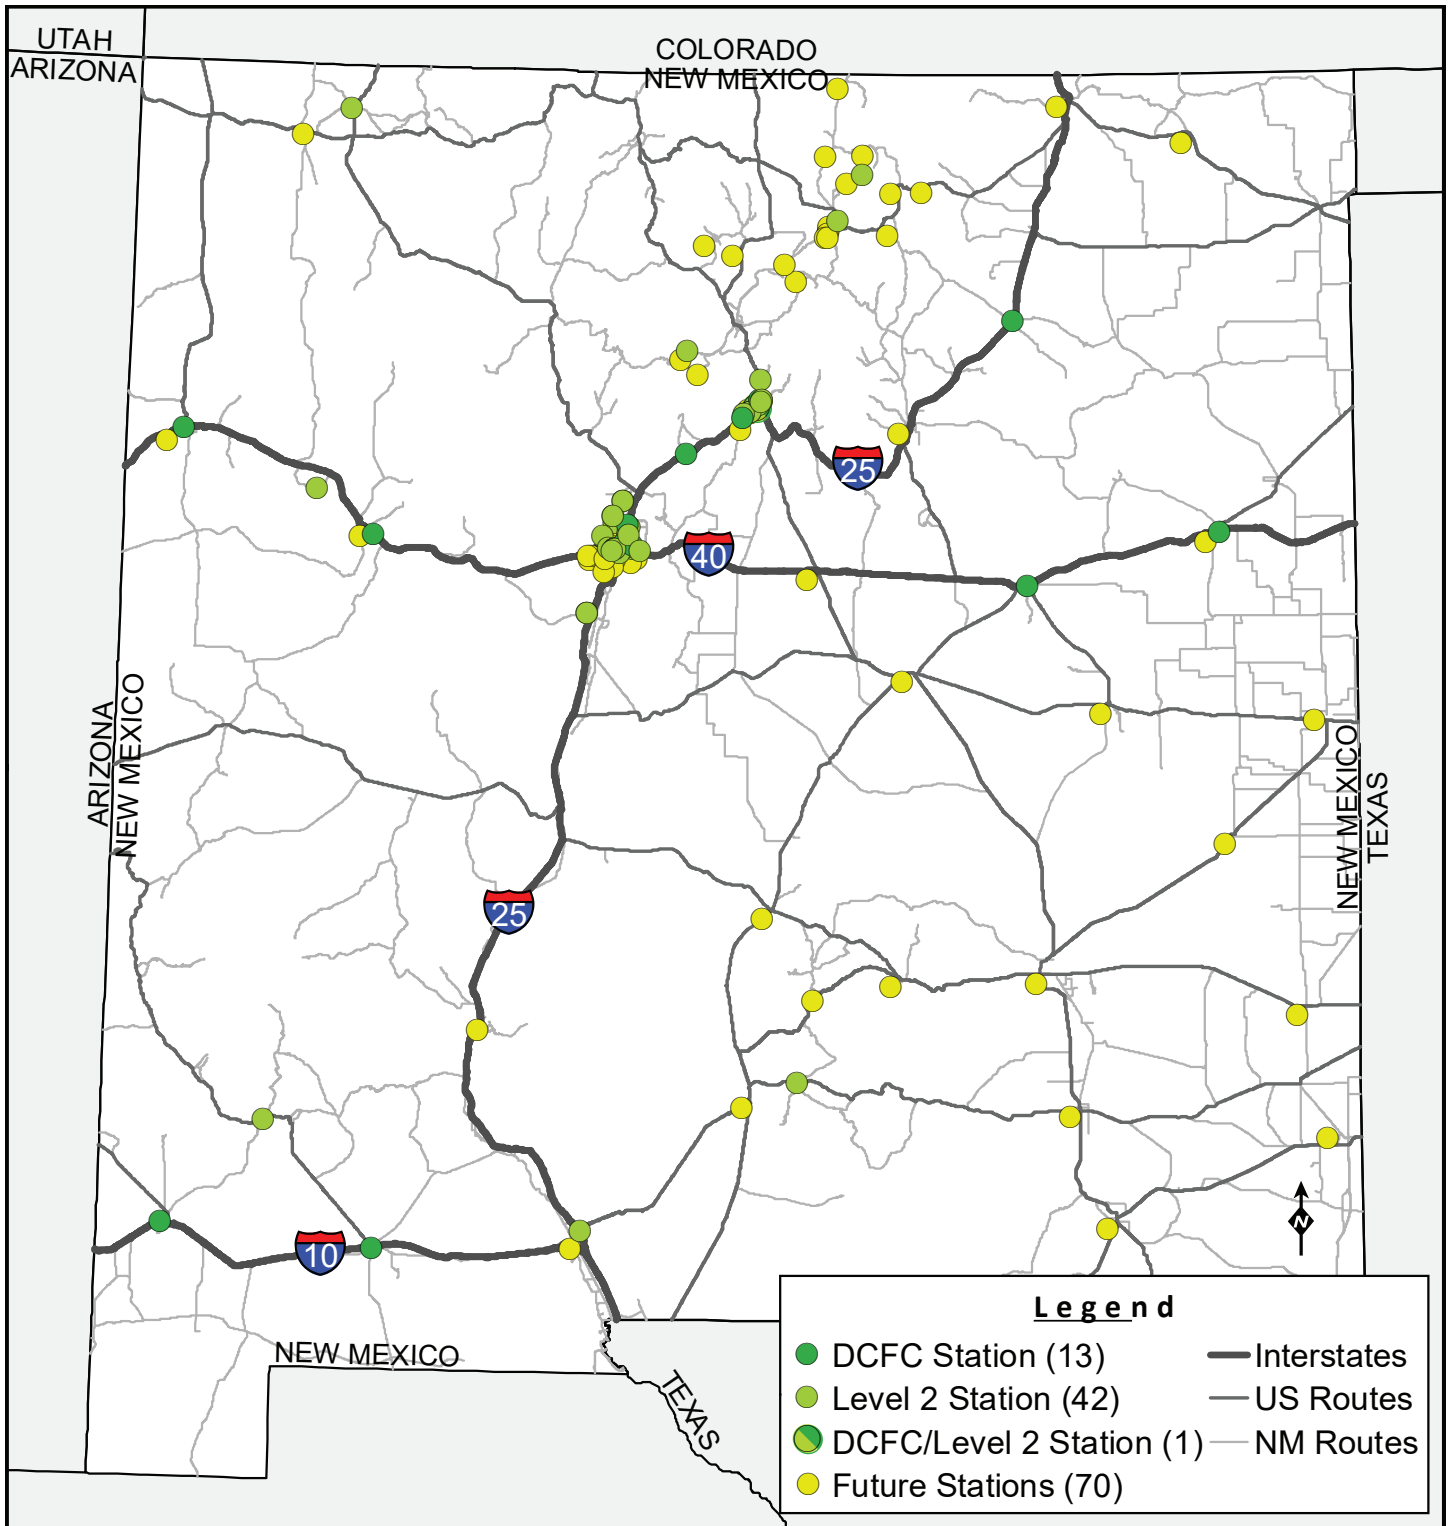 UTAH
ARIZONA
COLORADO
NEW MEXICO
25
40
ARIZONA
NEW MEXICO
NEW MEXICO
TEXAS
25
N
10
NEW MEXICO
TEXAS
Legend
DCFC Station (13)
Level 2 Station (42)
DCFC/Level 2 Station (1)
Future Stations (70)
Interstates
US Routes
NM Routes